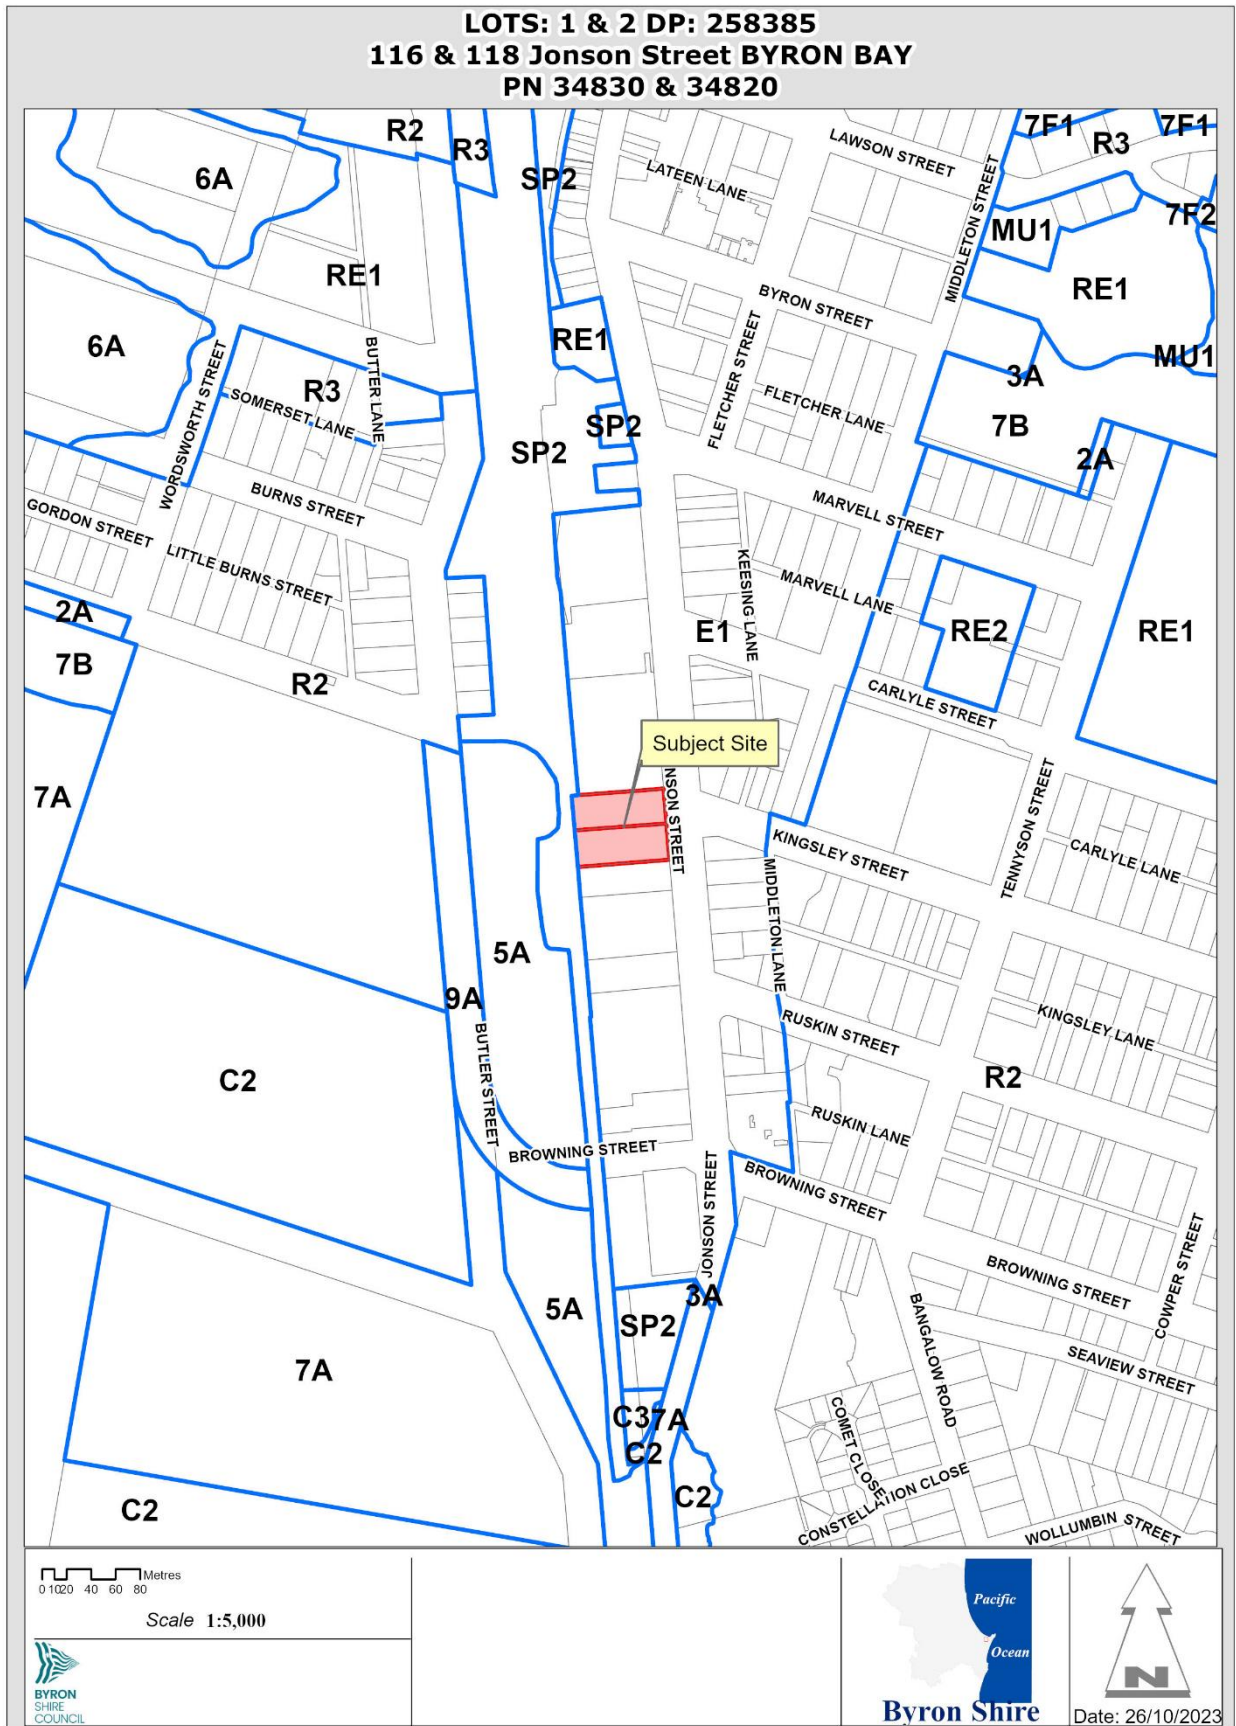 LOTS: 1 & 2 DP: 258385
116 & 118 Jonson Street BYRON BAY
PN 34830 & 34820
R2
R3
6A
SP2
LATEEN LANE
LAWSON STREET
MIDDLETON STREET
7F1
R3
7F1
7F2
MU1
RE1
RE1
BYRON STREET
6A
RE1
MU1
WORDSWORTH STREET
BUTTER LANE
R3
SOMERSET LANE
FLETCHER STREET
FLETCHER LANE
3A
7B
SP2
SP2
2A
BURNS STREET
GORDON STREET
LITTLE BURNS STREET
MARVELL STREET
KEESING LANE
MARVELL LANE
2A
E1
RE2
RE1
7B
R2
CARLYLE STREET
Subject Site
7A
NSON STREET
KINGSLEY STREET
TENNYSON STREET
CARLYLE LANE
MIDDLETON LANE
5A
9A
BUTLER STREET
RUSKIN STREET
KINGSLEY LANE
C2
R2
RUSKIN LANE
BROWNING STREET
BROWNING STREET
JONSON STREET
BROWNING STREET
COWPER STREET
5A
3A
SP2
BANGALOW ROAD
SEAVIEW STREET
7A
C3
7A
C2
COMET CLOSE
C2
CONSTELLATION CLOSE
C2
WOLLUMBIN STREET
Metres
0 10 20 40 60 80
Scale 1:5,000
BYRON
SHIRE
COUNCIL
Pacific
Ocean
Byron Shire
N
Date: 26/10/2023